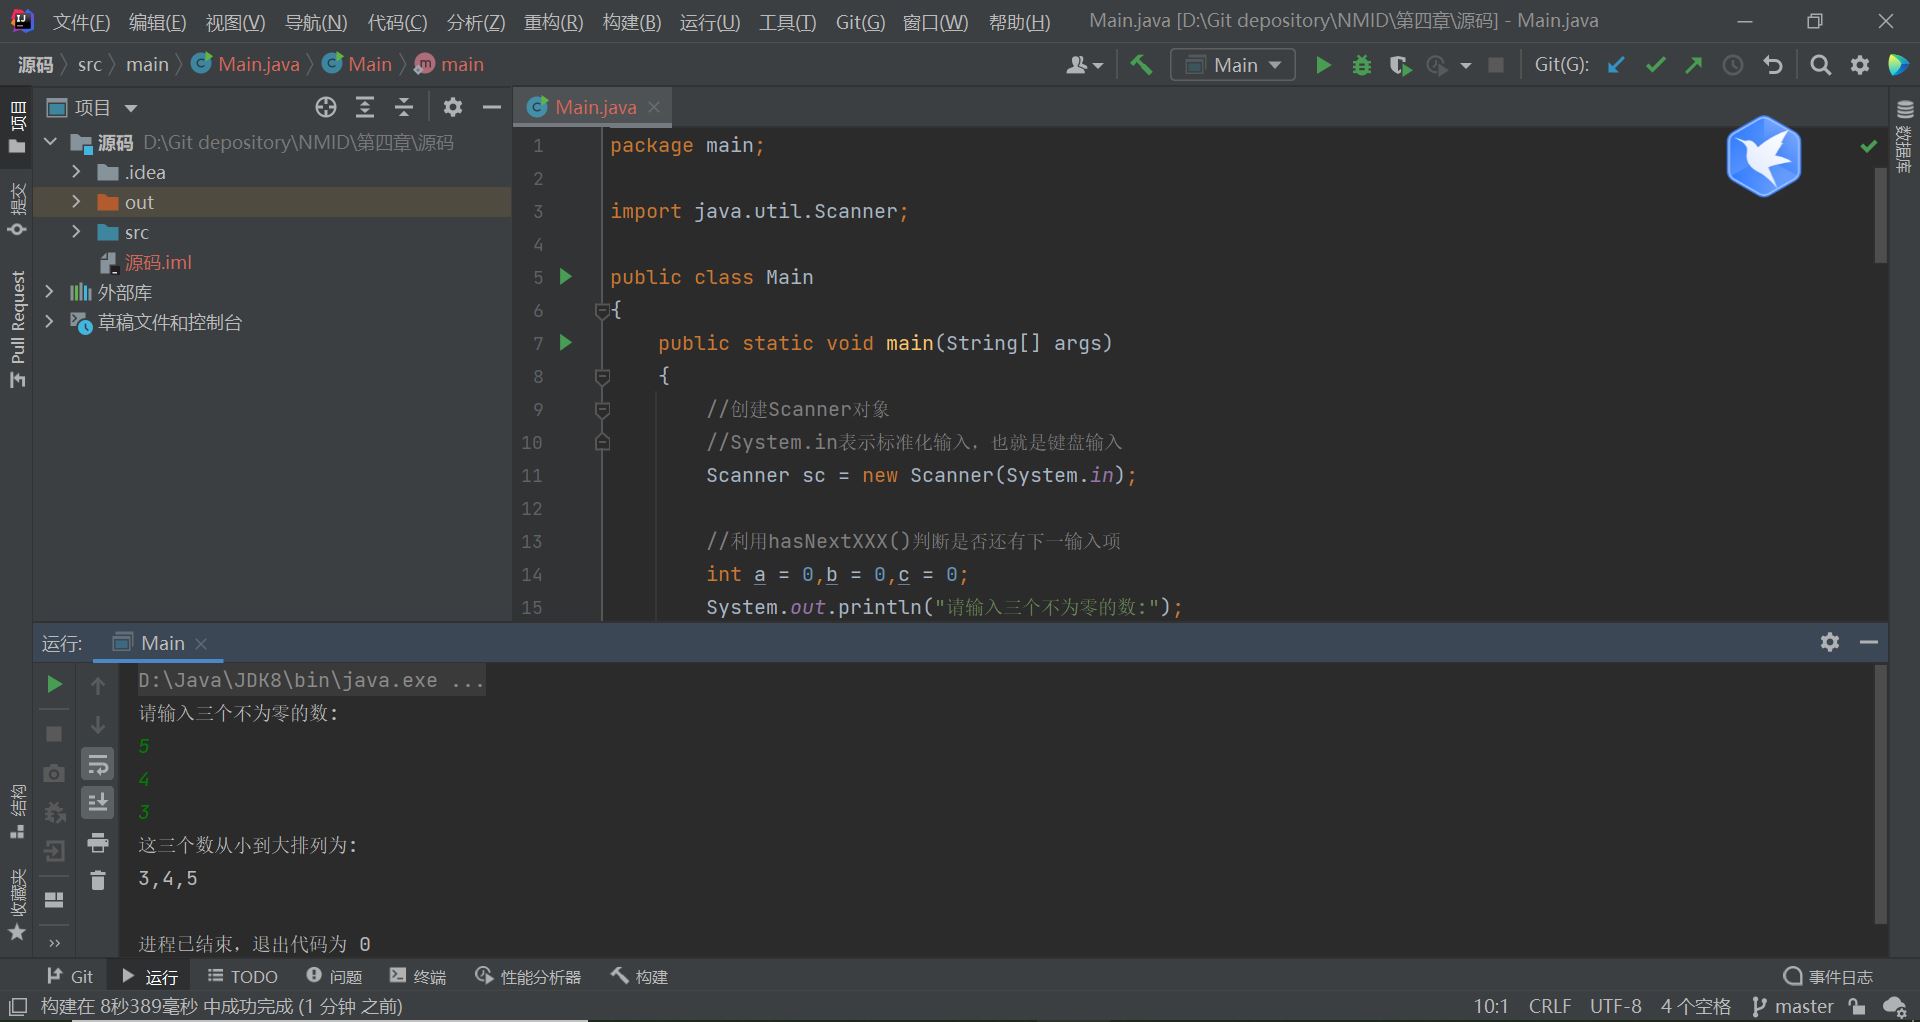 文件(F) 编辑(E) 视图(V) 导航(N) 代码(C) 分析(Z) 重构(R) 构建(B) 运行(U) 工具(T) Git(G) 窗口(W) 帮助(H) Main.java [D:\Git depository\NMID\第四章\源码] - Main.java
源码 src main Main.java Main main Main Git(G):
项目
Main.java
项目
提交
Pull Request
结构
收藏夹
数据库
源码 D:\Git depository\NMID\第四章\源码
.idea
out
src
源码.iml
外部库
草稿文件和控制台
1 package main;
2
3 import java.util.Scanner;
4
5 public class Main
6 {
7 public static void main(String[] args)
8 {
9 //创建Scanner对象
10 //System.in表示标准化输入，也就是键盘输入
11 Scanner sc = new Scanner(System.in);
12
13 //利用hasNextXXX()判断是否还有下一输入项
14 int a = 0,b = 0,c = 0;
15 System.out.println("请输入三个不为零的数:");
运行: Main
D:\Java\JDK8\bin\java.exe ...
请输入三个不为零的数:
5
4
3
这三个数从小到大排列为:
3,4,5
进程已结束，退出代码为 0
Git 运行 TODO 问题 终端 性能分析器 构建 事件日志
构建在 8秒389毫秒 中成功完成 (1 分钟 之前) 10:1 CRLF UTF-8 4 个空格 master